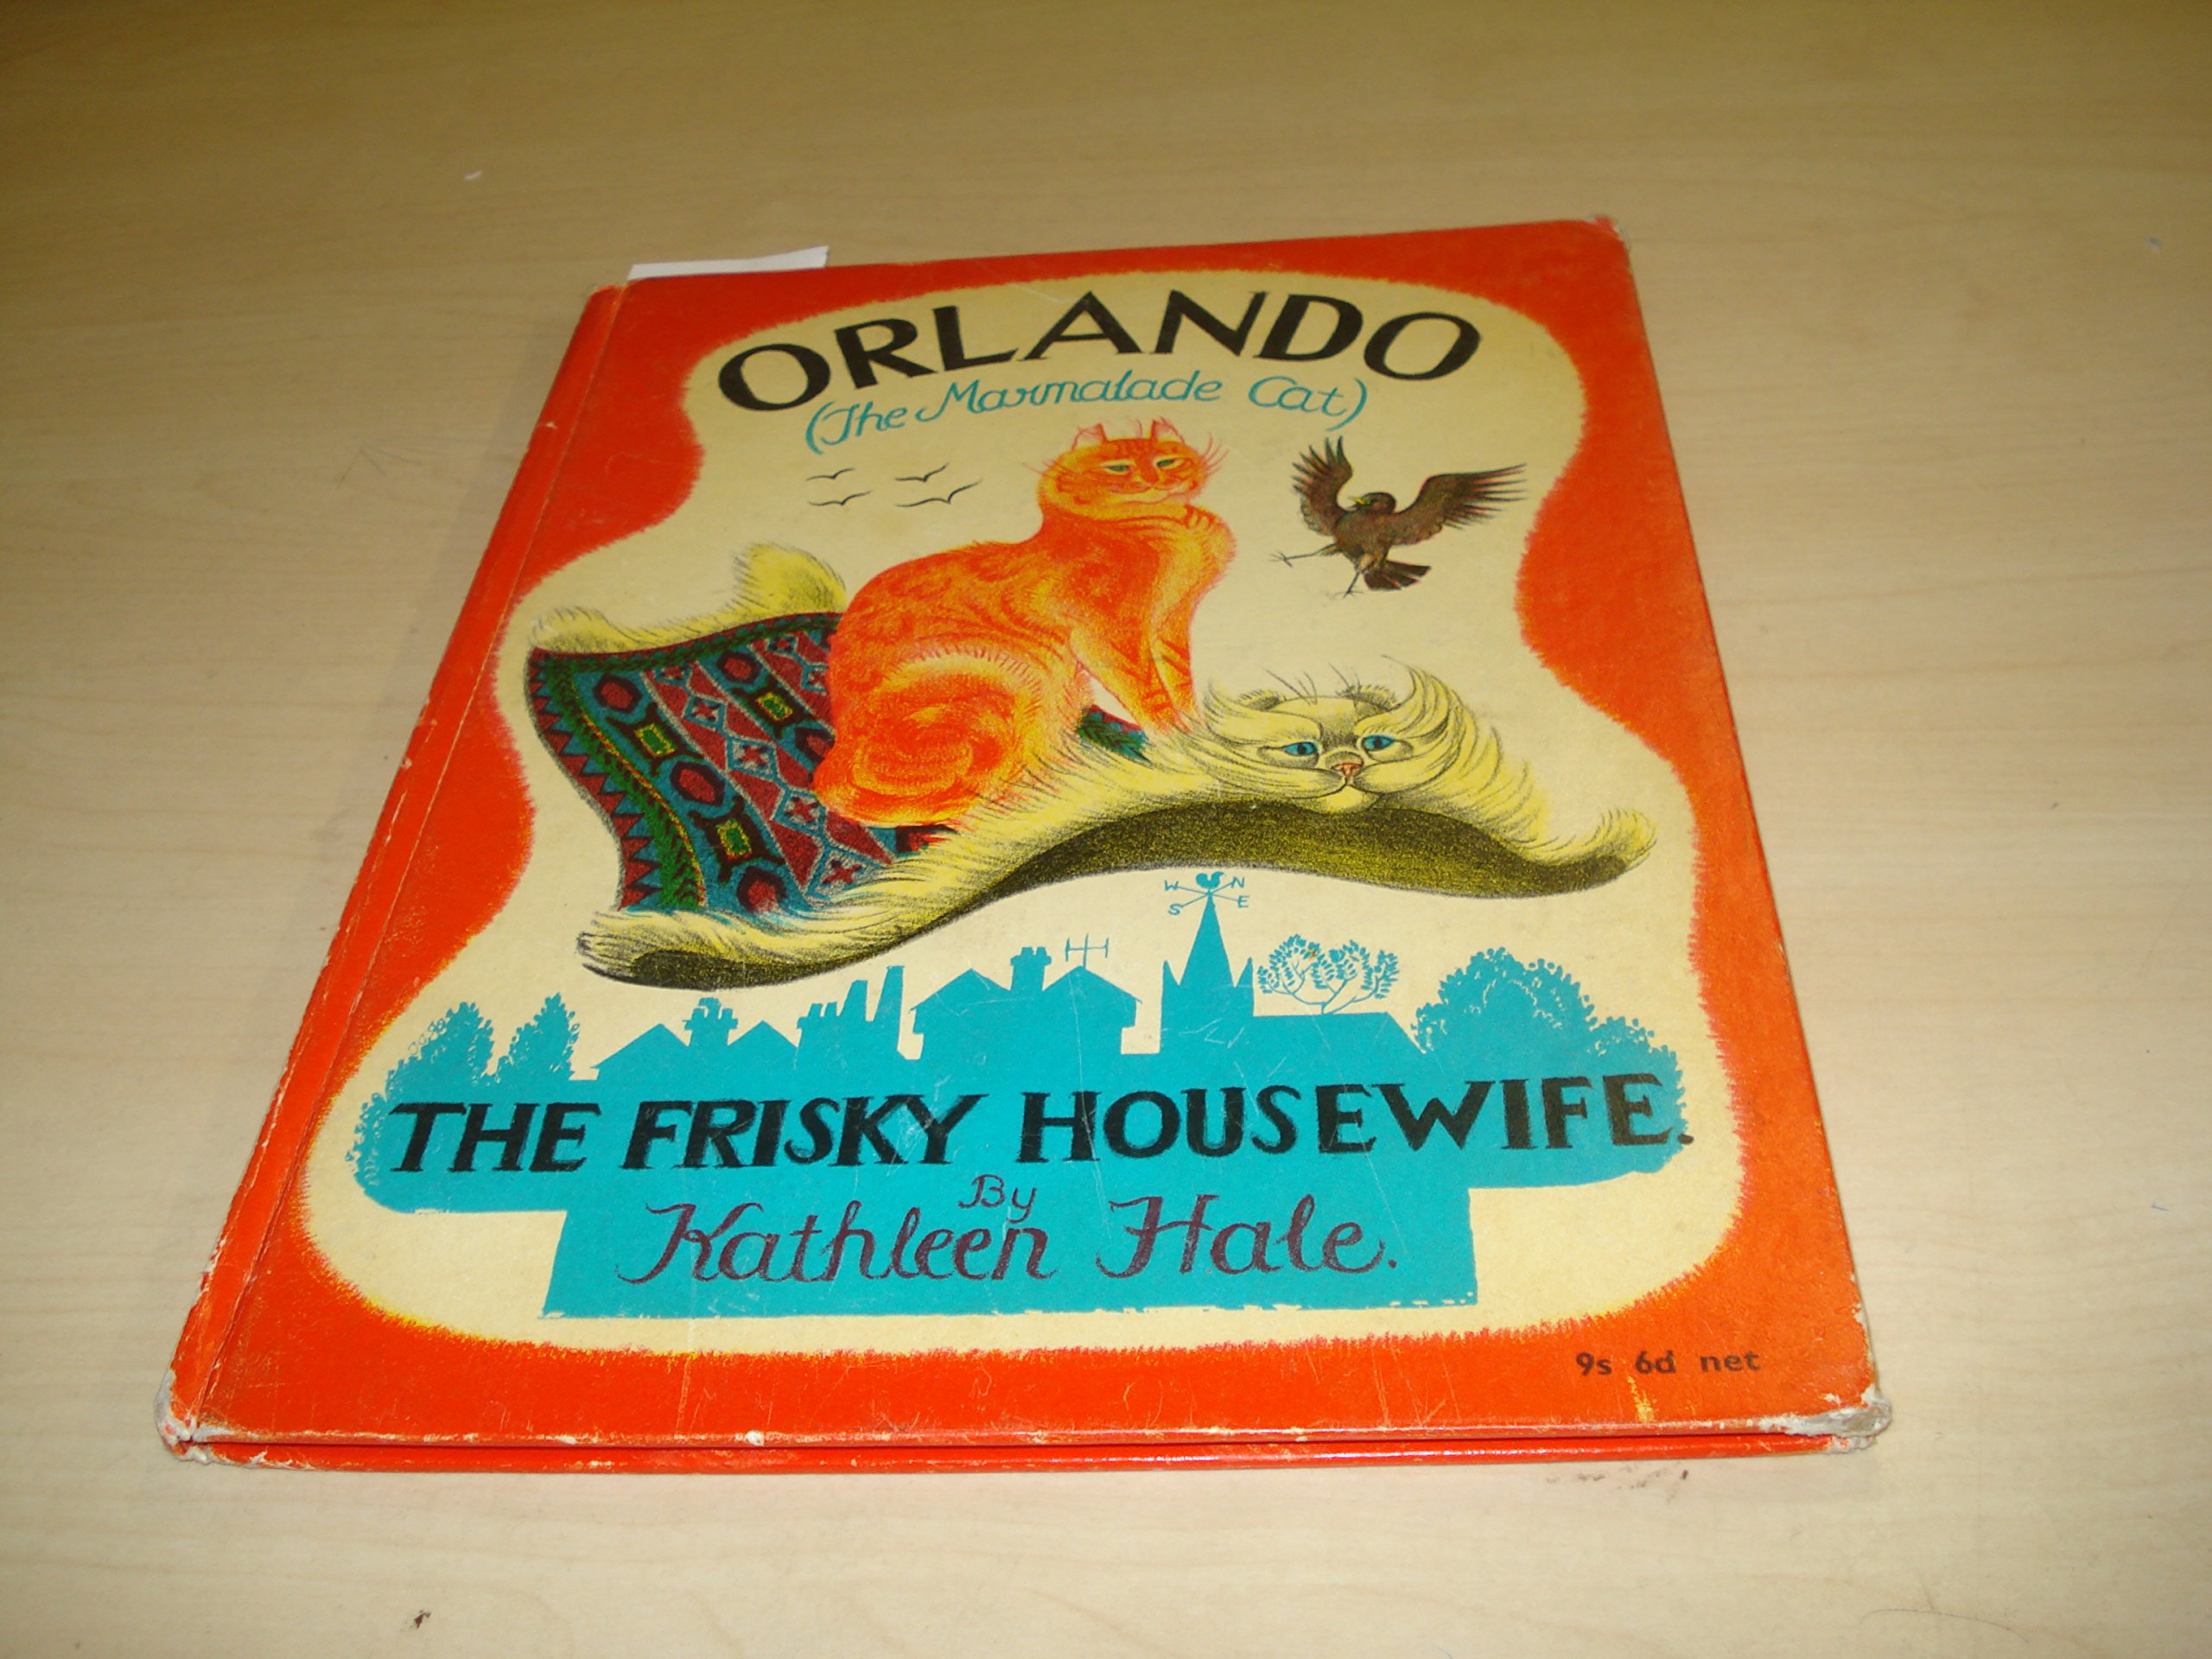 ORLANDO
(The Marmalade Cat)
W N
S E
THE FRISKY HOUSEWIFE.
By
Kathleen Hale.
9s 6d net